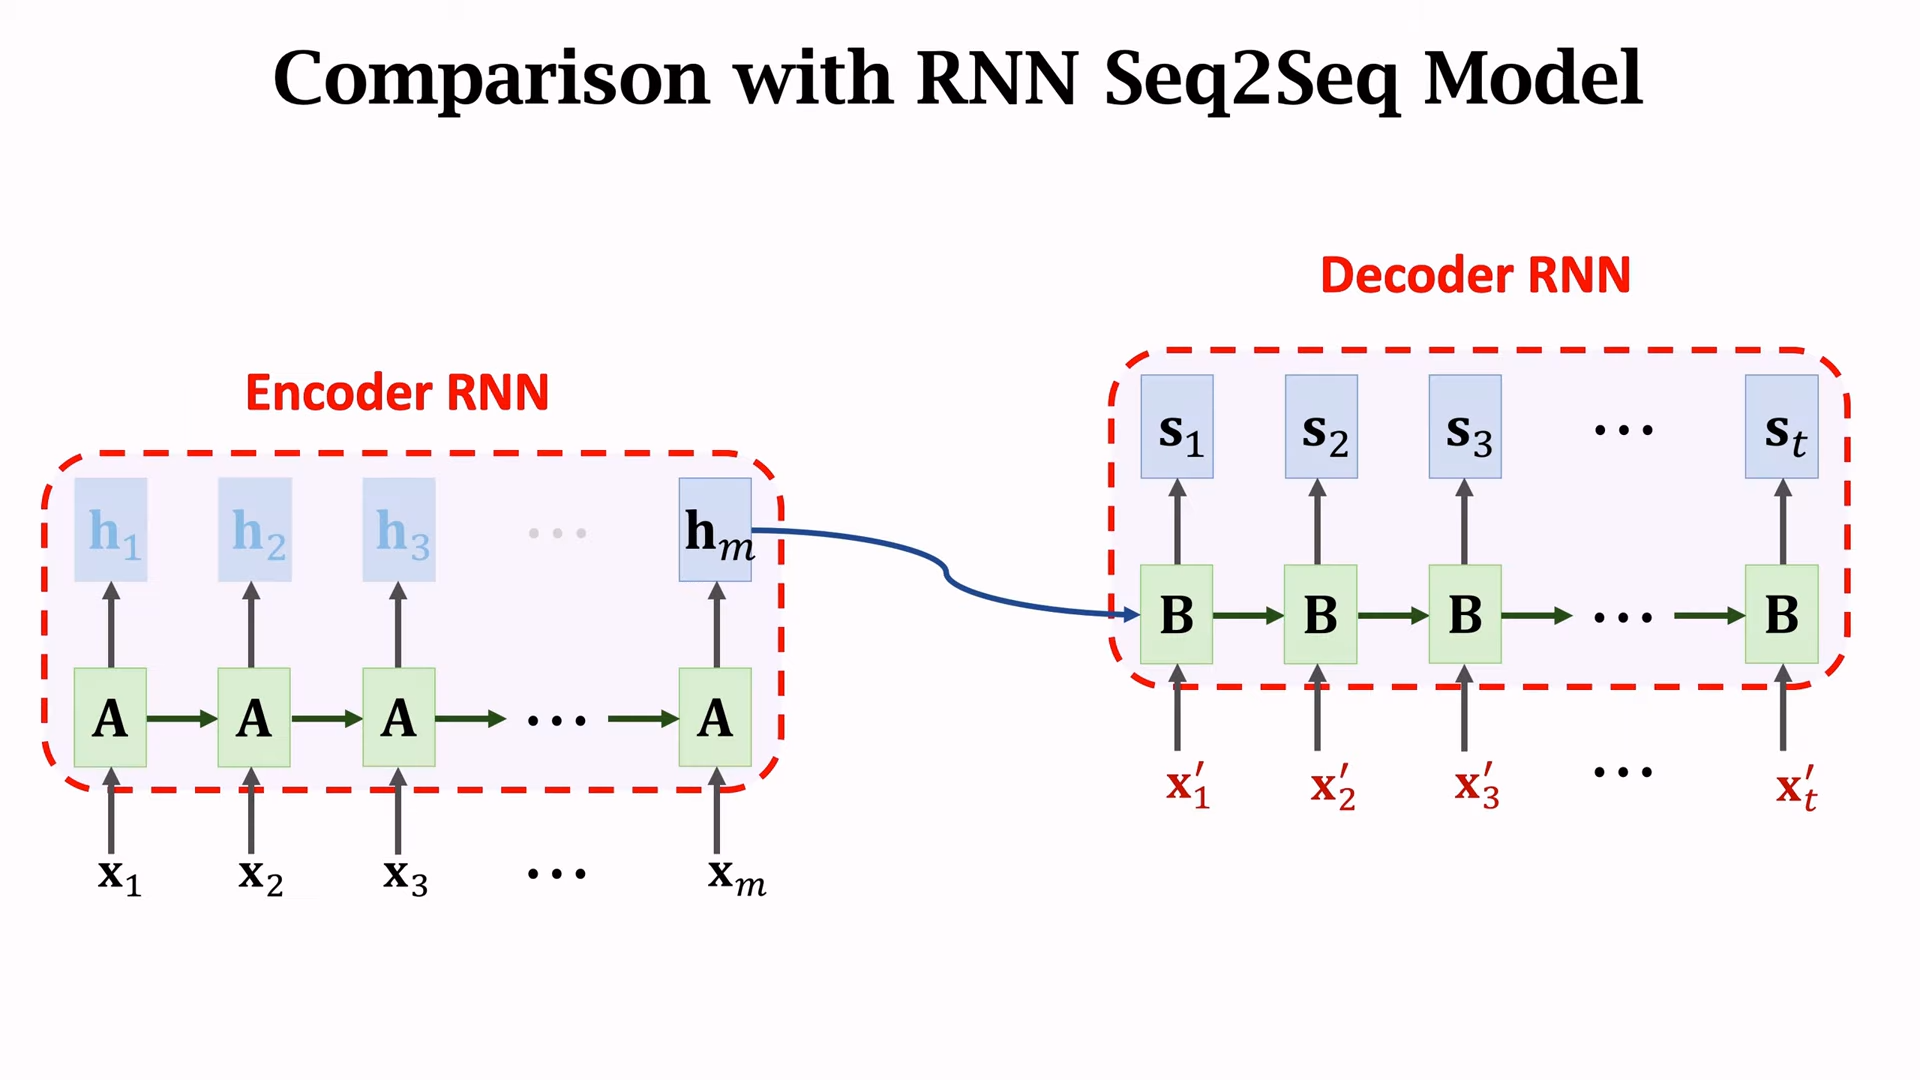 Comparison with RNN Seq2Seq Model
Encoder RNN
h₁ h₂ h₃ ··· hₘ
A A A ··· A
x₁ x₂ x₃ ··· xₘ
Decoder RNN
s₁ s₂ s₃ ··· sₜ
B B B ··· B
x′₁ x′₂ x′₃ ··· x′ₜ